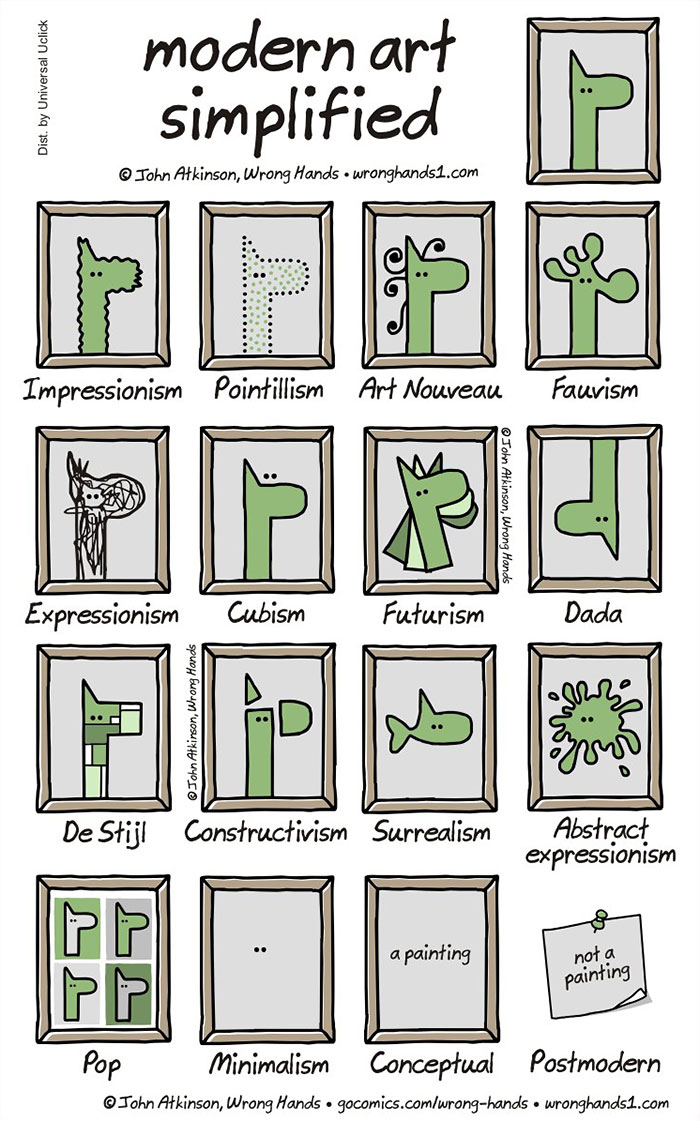 Dist. by Universal Uclick
modern art
simplified
© John Atkinson, Wrong Hands • wronghands1.com
Impressionism
Pointillism
Art Nouveau
Fauvism
© John Atkinson, Wrong Hands
Expressionism
Cubism
Futurism
Dada
© John Atkinson, Wrong Hands
De Stijl
Constructivism
Surrealism
Abstract
expressionism
a painting
not a
painting
Pop
Minimalism
Conceptual
Postmodern
© John Atkinson, Wrong Hands • gocomics.com/wrong-hands • wronghands1.com